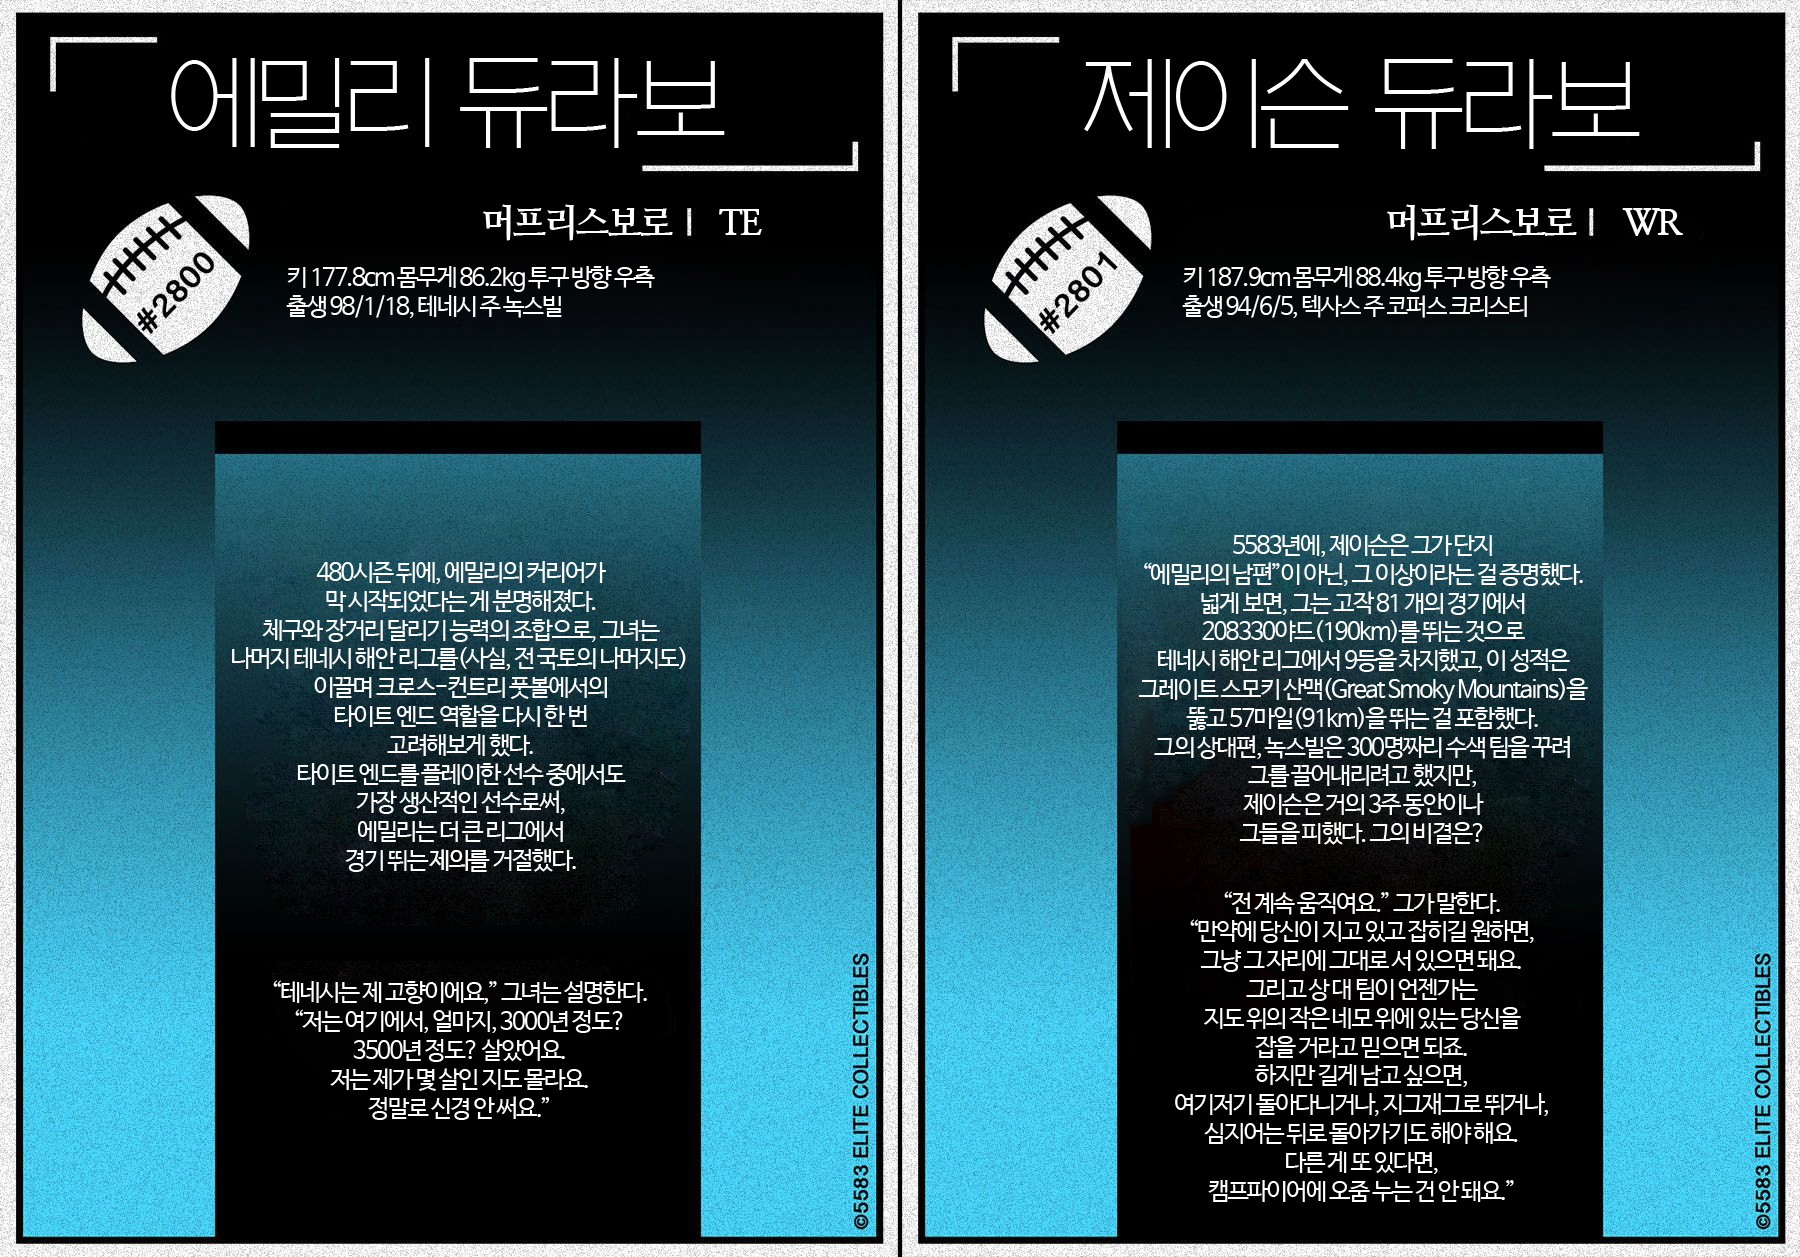 에밀리 듀라보
머프리스보로 | TE
#2800
키 177.8cm 몸무게 86.2kg 투구 방향 우측
출생 98/1/18, 테네시 주 녹스빌
480시즌 뒤에, 에밀리의 커리어가
막 시작되었다는 게 분명해졌다.
체구와 장거리 달리기 능력의 조합으로, 그녀는
나머지 테네시 해안 리그를(사실, 전 국토의 나머지도)
이끌며 크로스-컨트리 풋볼에서의
타이트 엔드 역할을 다시 한 번
고려해보게 했다.
타이트 엔드를 플레이한 선수 중에서도
가장 생산적인 선수로써,
에밀리는 더 큰 리그에서
경기 뛰는 제의를 거절했다.
“테네시는 제 고향이에요,” 그녀는 설명한다.
“저는 여기에서, 얼마지, 3000년 정도?
3500년 정도? 살았어요.
저는 제가 몇 살인 지도 몰라요.
정말로 신경 안 써요.”
©5583 ELITE COLLECTIBLES
제이슨 듀라보
머프리스보로 | WR
#2801
키 187.9cm 몸무게 88.4kg 투구 방향 우측
출생 94/6/5, 텍사스 주 코퍼스 크리스티
5583년에, 제이슨은 그가 단지
“에밀리의 남편”이 아닌, 그 이상이라는 걸 증명했다.
넓게 보면, 그는 고작 81 개의 경기에서
208330야드(190km)를 뛰는 것으로
테네시 해안 리그에서 9등을 차지했고, 이 성적은
그레이트 스모키 산맥(Great Smoky Mountains)을
뚫고 57마일(91km)을 뛰는 걸 포함했다.
그의 상대편, 녹스빌은 300명짜리 수색 팀을 꾸려
그를 끌어내리려고 했지만,
제이슨은 거의 3주 동안이나
그들을 피했다. 그의 비결은?
“전 계속 움직여요.” 그가 말한다.
“만약에 당신이 지고 있고 잡히길 원하면,
그냥 그 자리에 그대로 서 있으면 돼요.
그리고 상 대 팀이 언젠가는
지도 위의 작은 네모 위에 있는 당신을
잡을 거라고 믿으면 되죠.
하지만 길게 남고 싶으면,
여기저기 돌아다니거나, 지그재그로 뛰거나,
심지어는 뒤로 돌아가기도 해야 해요.
다른 게 또 있다면,
캠프파이어에 오줌 누는 건 안 돼요.”
©5583 ELITE COLLECTIBLES